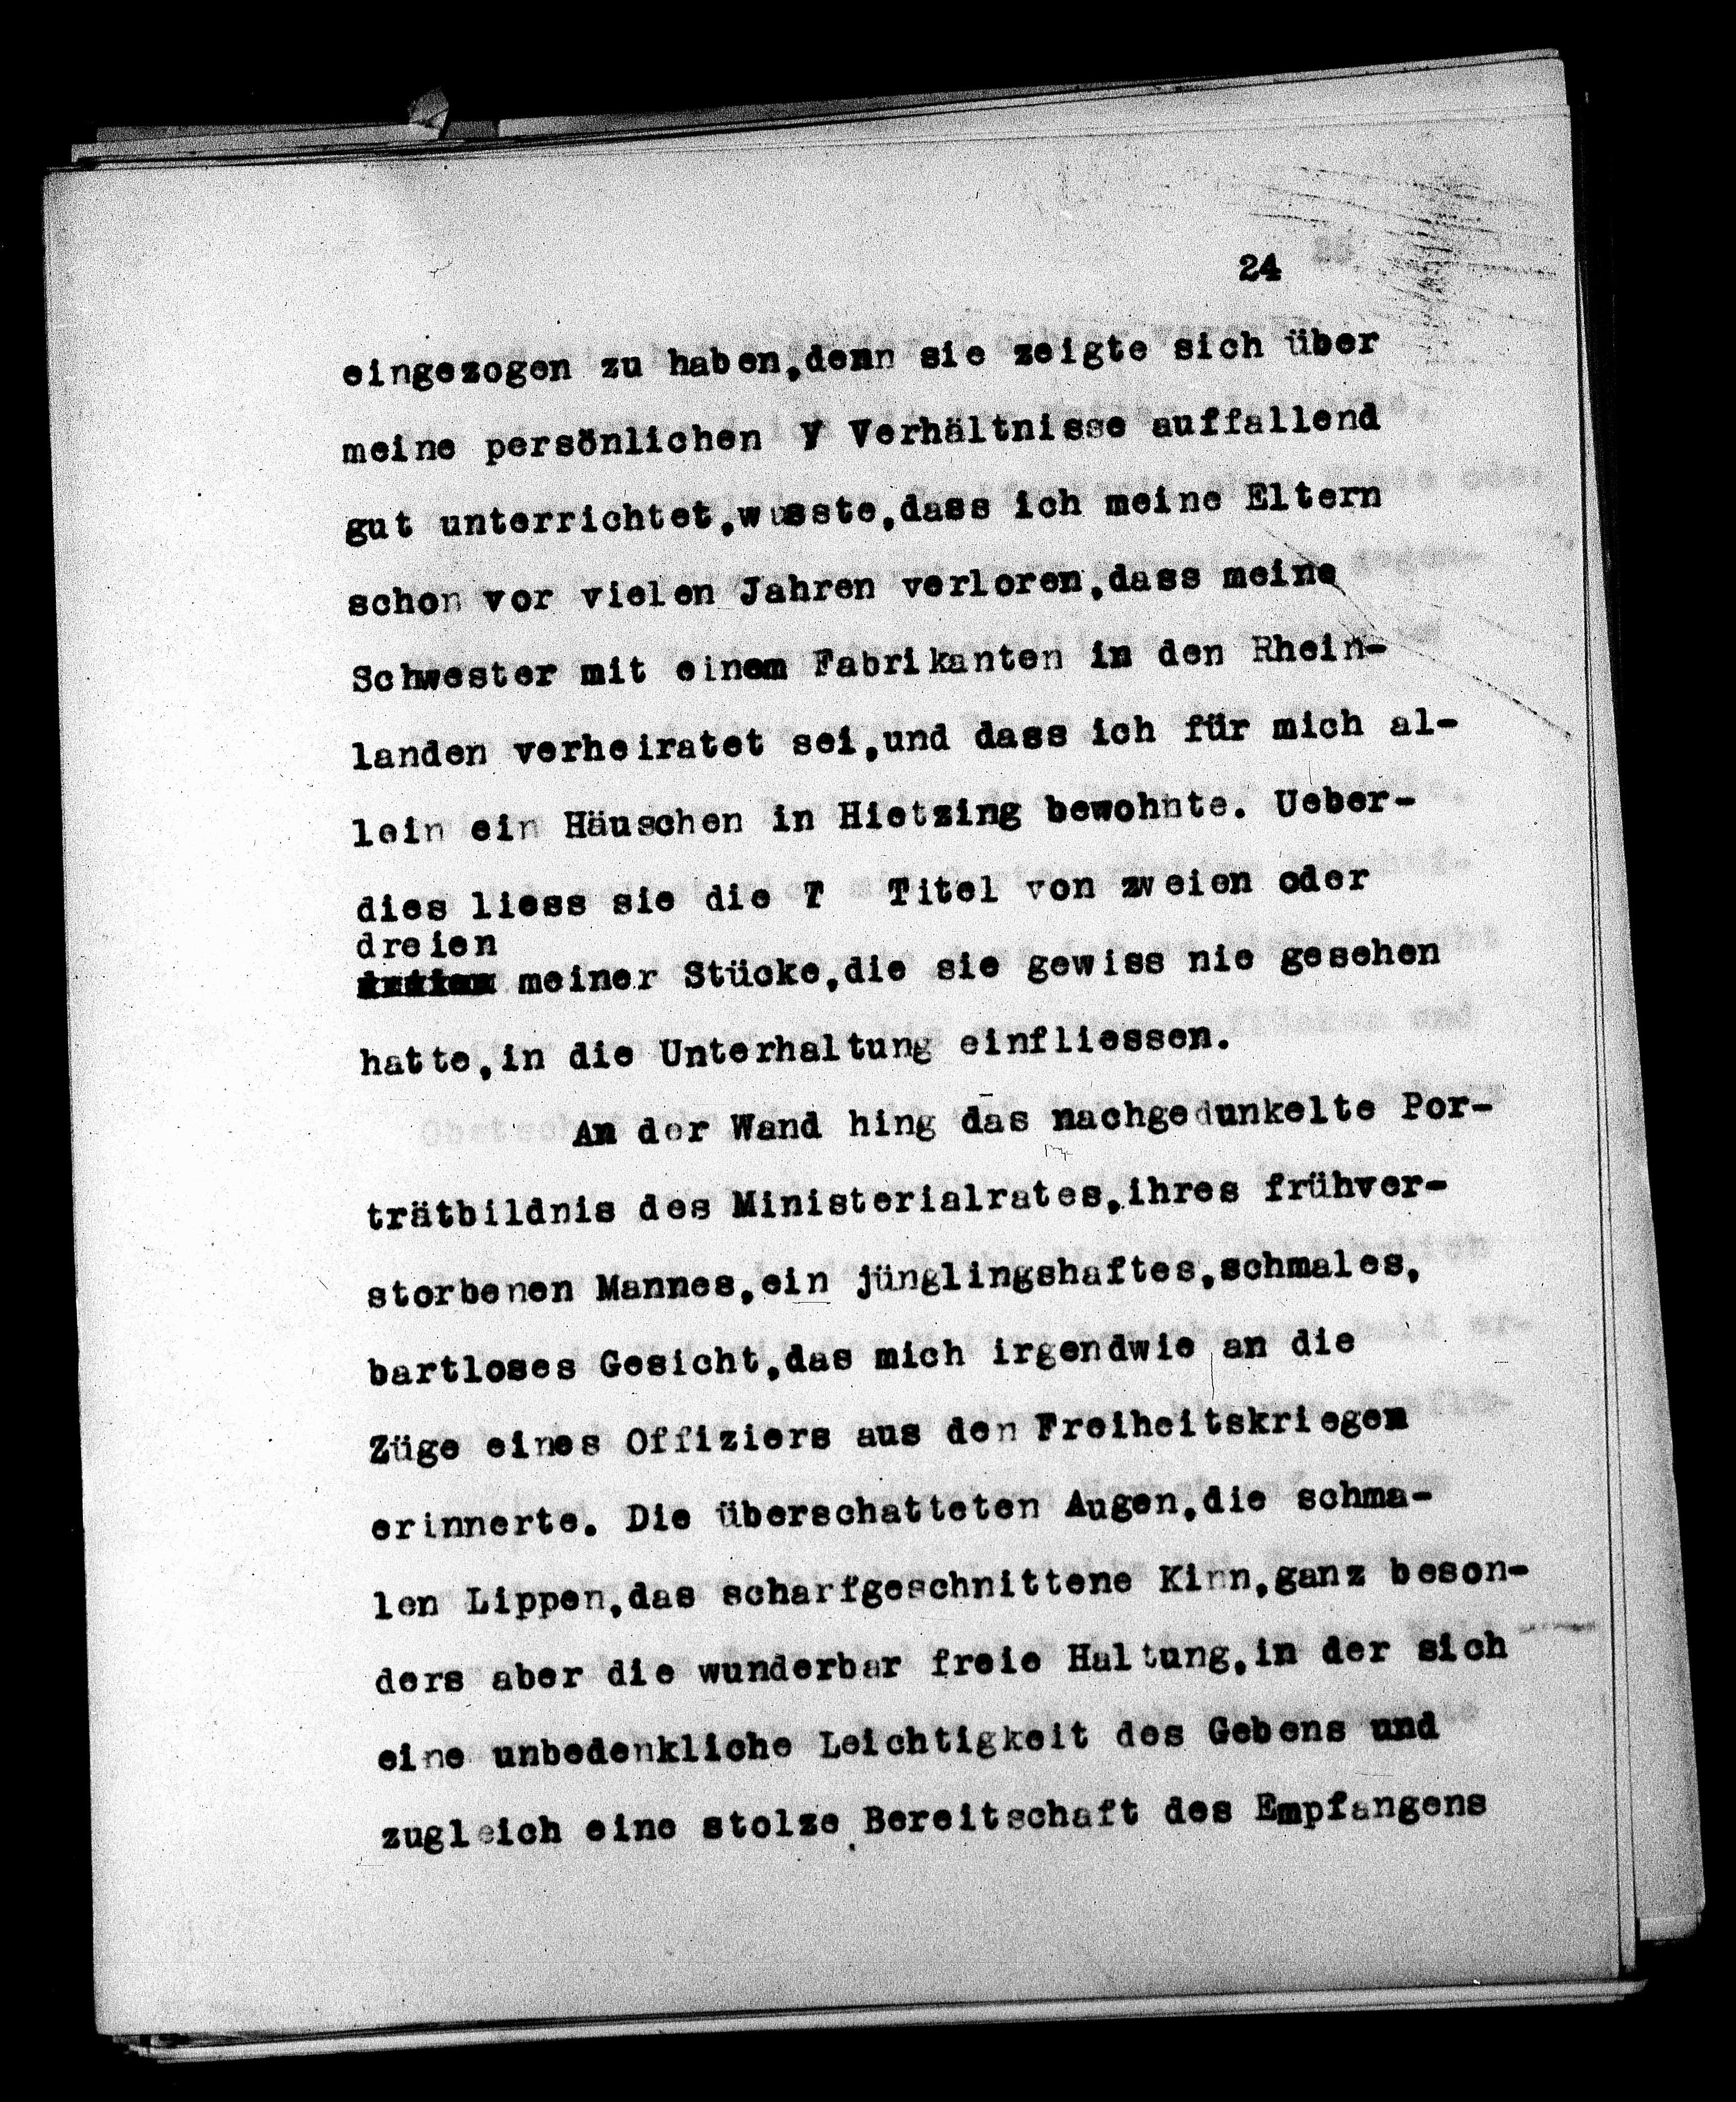 24
eingezogen zu haben,denn sie zeigte sich über
meine persönlichen V Verhältnisse auffallend
gut unterrichtet,wusste,dass ich meine Eltern
schon vor vielen Jahren verloren,dass meine
Schwester mit einem Fabrikanten in den Rhein-
landen verheiratet sei,und dass ich für mich al-
lein ein Häuschen in Hietzing bewohnte. Ueber-
dies liess sie die T Titel von zweien oder
dreien
meiner Stücke,die sie gewiss nie gesehen
hatte,in die Unterhaltung einfliessen.
An der Wand hing das nachgedunkelte Por-
trätbildnis des Ministerialrates,ihres frühver-
storbenen Mannes,ein jünglingshaftes,schmales,
bartloses Gesicht,das mich irgendwie an die
Züge eines Offiziers aus den Freiheitskriegen
erinnerte. Die überschatteten Augen,die schma-
len Lippen,das scharfgeschnittene Kinn,ganz beson-
ders aber die wunderbar freie Haltung,in der sich
eine unbedenkliche Leichtigkeit des Gebens und
zugleich eine stolze Bereitschaft des Empfangens